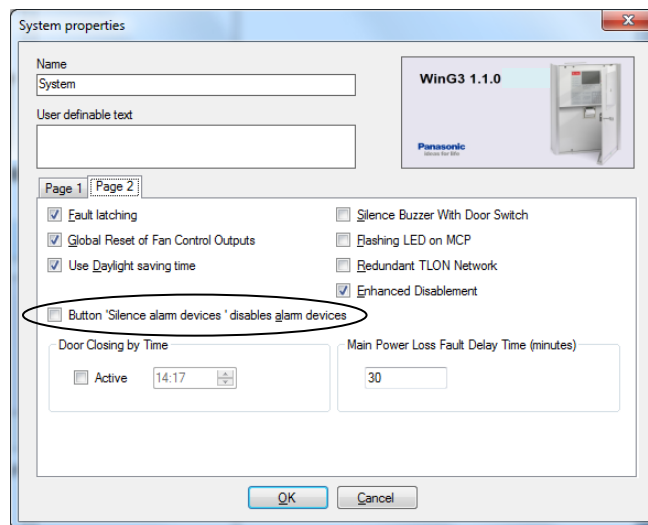 System properties
Name
System
User definable text
WinG3 1.1.0
Panasonic
ideas for life
Page 1 Page 2
Fault latching
Silence Buzzer With Door Switch
Global Reset of Fan Control Outputs
Flashing LED on MCP
Use Daylight saving time
Redundant TLON Network
Enhanced Disablement
Button 'Silence alarm devices ' disables alarm devices
Door Closing by Time
Main Power Loss Fault Delay Time (minutes)
Active 14:17
30
OK Cancel